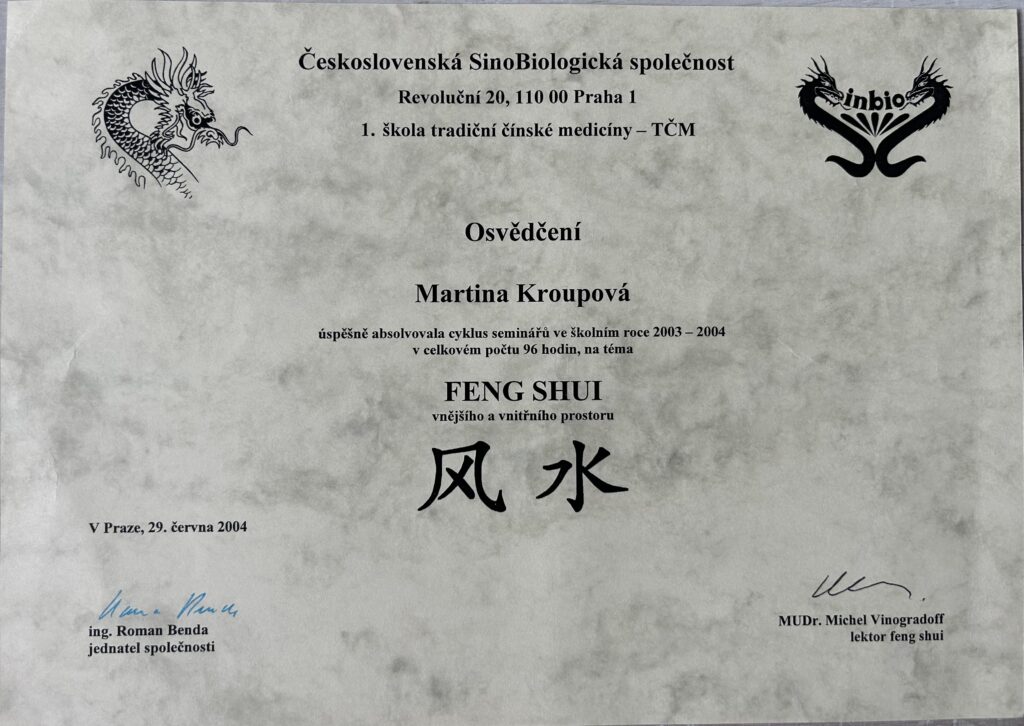 Československá SinoBiologická společnost
Revoluční 20, 110 00 Praha 1
1. škola tradiční čínské medicíny – TČM
inbio
Osvědčení
Martina Kroupová
úspěšně absolvovala cyklus seminářů ve školním roce 2003 – 2004
v celkovém počtu 96 hodin, na téma
FENG SHUI
vnějšího a vnitřního prostoru
风水
V Praze, 29. června 2004
ing. Roman Benda
jednatel společnosti
MUDr. Michel Vinogradoff
lektor feng shui